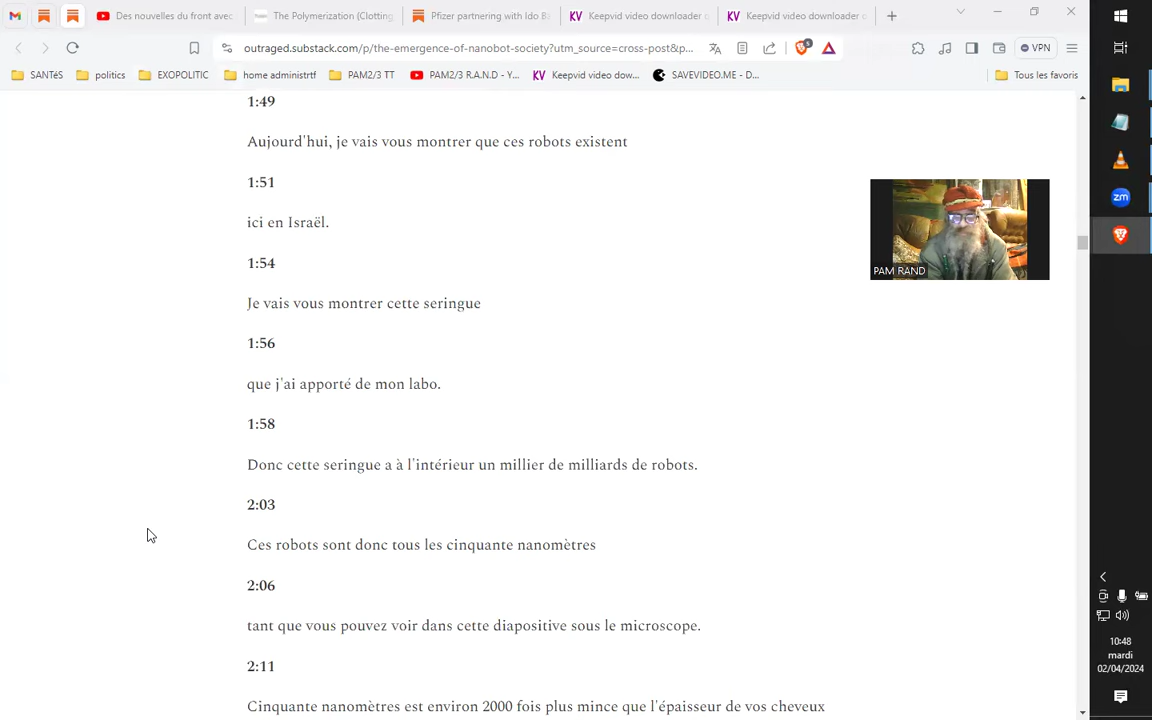 Des nouvelles du front avec
The Polymerization (Clotting
Pfizer partnering with Ido Ba
Keepvid video downloader o
Keepvid video downloader o
outraged.substack.com/p/the-emergence-of-nanobot-society?utm_source=cross-post&p...
5
VPN
SANTéS
politics
EXOPOLITIC
home administrtf
PAM2/3 TT
PAM2/3 R.A.N.D - Y...
KV Keepvid video dow...
SAVEVIDEO.ME - D...
Tous les favoris
1:49
Aujourd'hui, je vais vous montrer que ces robots existent
1:51
ici en Israël.
1:54
Je vais vous montrer cette seringue
1:56
que j'ai apporté de mon labo.
1:58
Donc cette seringue a à l'intérieur un millier de milliards de robots.
2:03
Ces robots sont donc tous les cinquante nanomètres
2:06
tant que vous pouvez voir dans cette diapositive sous le microscope.
2:11
Cinquante nanomètres est environ 2000 fois plus mince que l'épaisseur de vos cheveux
PAM RAND
zm
10:48
mardi
02/04/2024